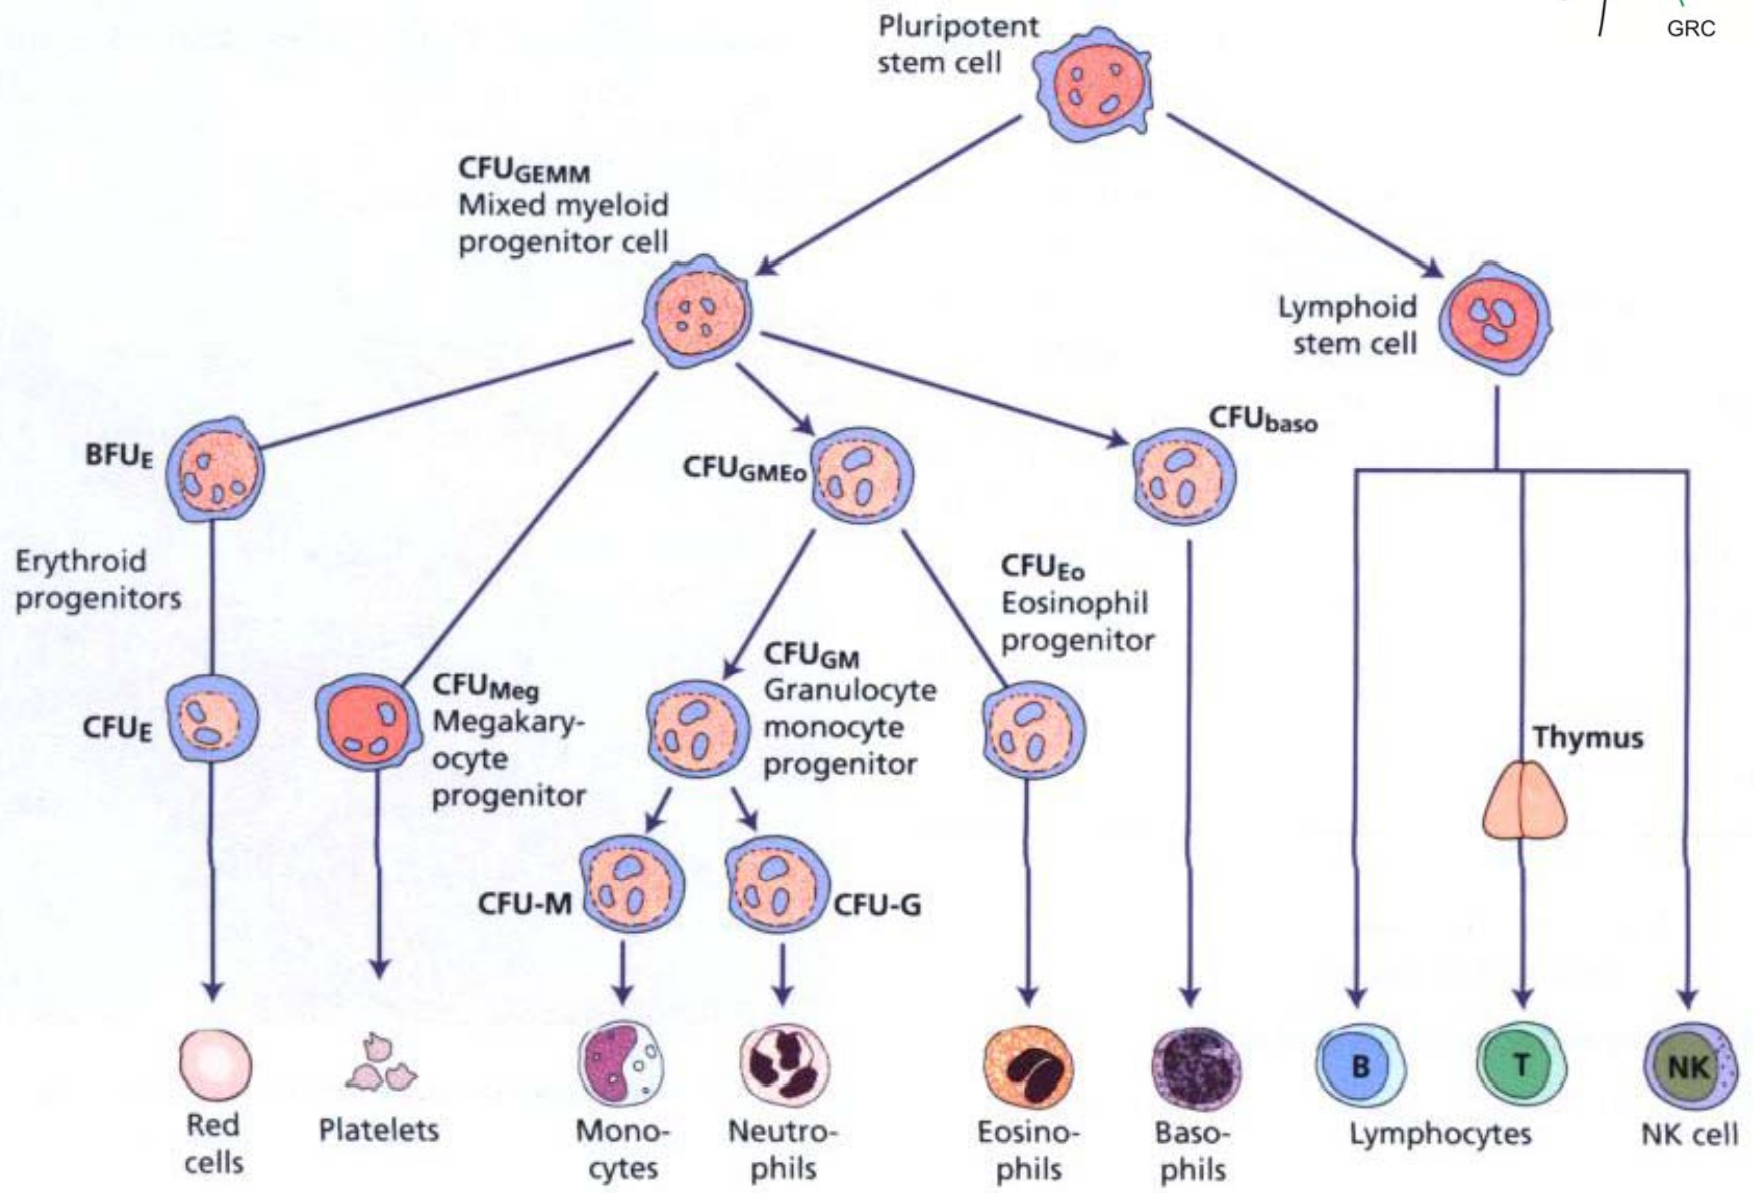 GRC
Pluripotent
stem cell
CFUGEMM
Mixed myeloid
progenitor cell
Lymphoid
stem cell
BFUE
CFUGMEo
CFUbaso
Erythroid
progenitors
CFUEo
Eosinophil
progenitor
CFUE
CFUMeg
Megakary-
ocyte
progenitor
CFUGM
Granulocyte
monocyte
progenitor
Thymus
CFU-M
CFU-G
B
T
NK
Red
cells
Platelets
Mono-
cytes
Neutro-
phils
Eosino-
phils
Baso-
phils
Lymphocytes
NK cell